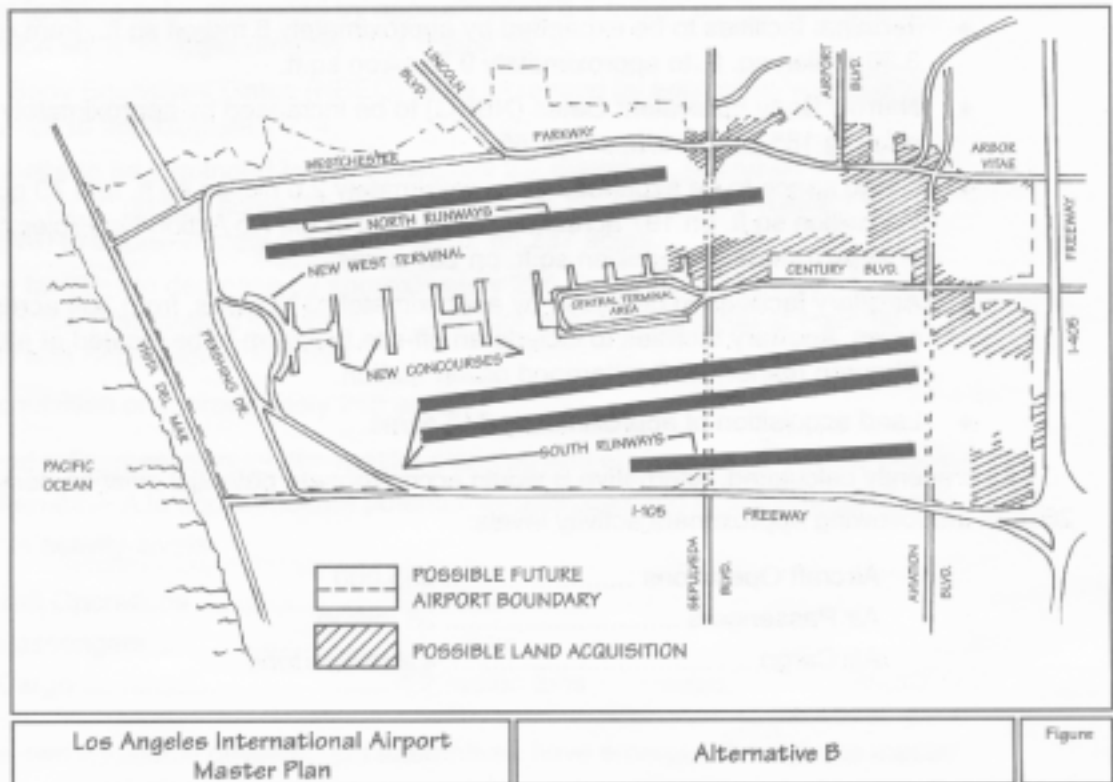 LINCOLN
BLVD.
AIRPORT
BLVD.
WESTCHESTER
PARKWAY
ARBOR
VITAE
NORTH RUNWAYS
FREEWAY
NEW WEST TERMINAL
CENTURY BLVD.
CENTRAL TERMINAL
AREA
I-405
PERSHING DR.
NEW CONCOURSES
VISTA DEL MAR
SOUTH RUNWAYS
PACIFIC
OCEAN
I-105
FREEWAY
SEPULVEDA
BLVD.
AVIATION
BLVD.
POSSIBLE FUTURE
AIRPORT BOUNDARY
POSSIBLE LAND ACQUISITION
Los Angeles International Airport
Master Plan
Alternative B
Figure